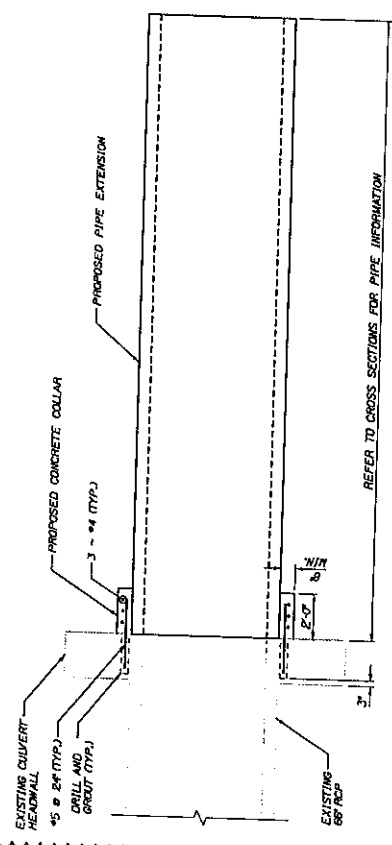 EXISTING CULVERT
HEADWALL
#5 @ 24" (TYP.)
DRILL AND
GROUT (TYP.)
PROPOSED CONCRETE COLLAR
3 ~ #4 (TYP.)
PROPOSED PIPE EXTENSION
EXISTING
66" RCP
2'-0"
8"
MIN.
REFER TO CROSS SECTIONS FOR PIPE INFORMATION